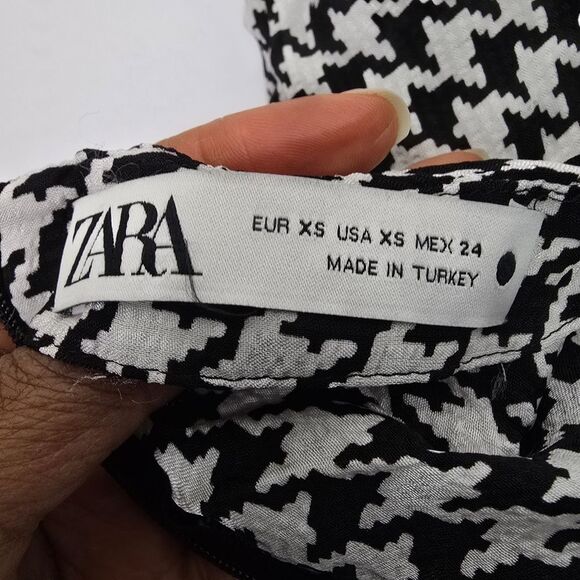 ZARA
EUR XS USA XS MEX 24
MADE IN TURKEY